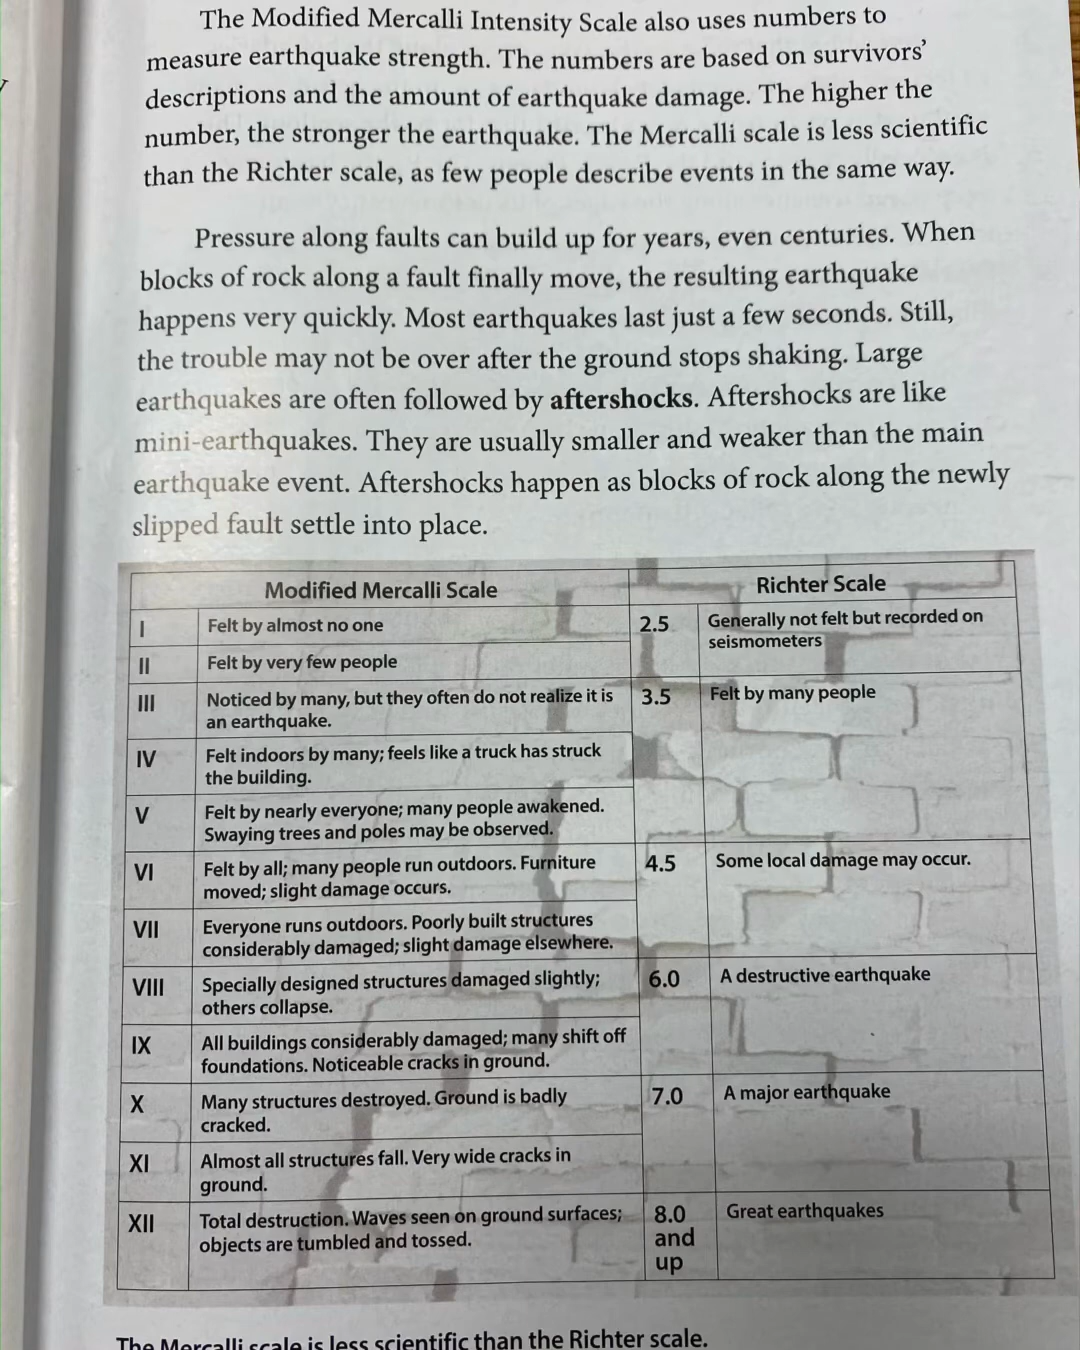 The Modified Mercalli Intensity Scale also uses numbers to
measure earthquake strength. The numbers are based on survivors'
descriptions and the amount of earthquake damage. The higher the
number, the stronger the earthquake. The Mercalli scale is less scientific
than the Richter scale, as few people describe events in the same way.
Pressure along faults can build up for years, even centuries. When
blocks of rock along a fault finally move, the resulting earthquake
happens very quickly. Most earthquakes last just a few seconds. Still,
the trouble may not be over after the ground stops shaking. Large
earthquakes are often followed by aftershocks. Aftershocks are like
mini-earthquakes. They are usually smaller and weaker than the main
earthquake event. Aftershocks happen as blocks of rock along the newly
slipped fault settle into place.
Modified Mercalli Scale Richter Scale
I Felt by almost no one 2.5 Generally not felt but recorded on
seismometers
II Felt by very few people
III Noticed by many, but they often do not realize it is 3.5 Felt by many people
an earthquake.
IV Felt indoors by many; feels like a truck has struck
the building.
V Felt by nearly everyone; many people awakened.
Swaying trees and poles may be observed.
VI Felt by all; many people run outdoors. Furniture 4.5 Some local damage may occur.
moved; slight damage occurs.
VII Everyone runs outdoors. Poorly built structures
considerably damaged; slight damage elsewhere.
VIII Specially designed structures damaged slightly; 6.0 A destructive earthquake
others collapse.
IX All buildings considerably damaged; many shift off
foundations. Noticeable cracks in ground.
X Many structures destroyed. Ground is badly 7.0 A major earthquake
cracked.
XI Almost all structures fall. Very wide cracks in
ground.
XII Total destruction. Waves seen on ground surfaces; 8.0 Great earthquakes
objects are tumbled and tossed. and
up
The Mercalli scale is less scientific than the Richter scale.